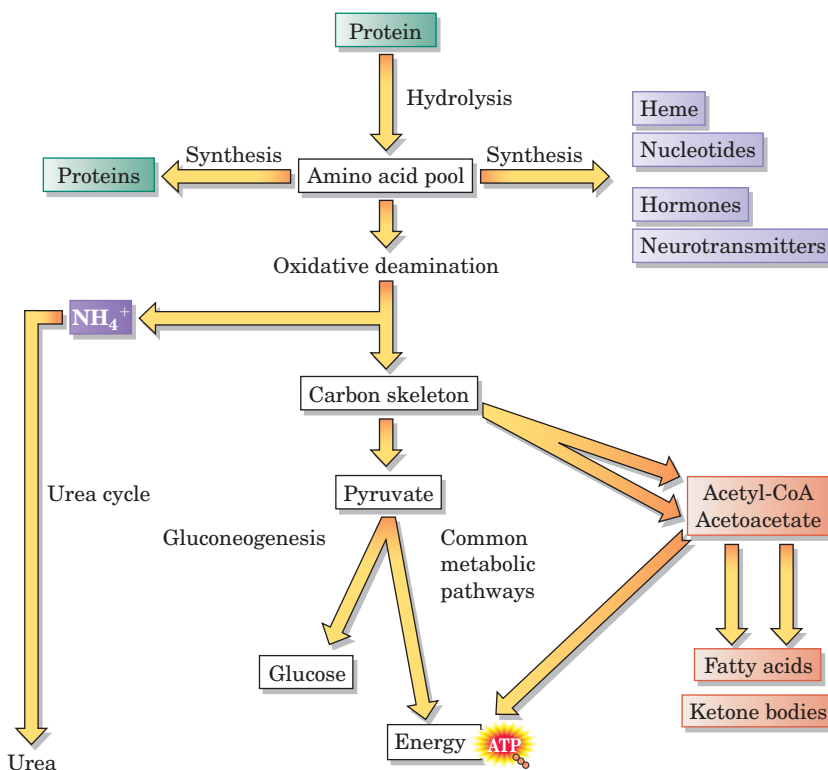 Protein
Hydrolysis
Heme
Nucleotides
Hormones
Neurotransmitters
Synthesis
Synthesis
Proteins
Amino acid pool
Oxidative deamination
NH₄⁺
Carbon skeleton
Urea cycle
Pyruvate
Acetyl-CoA
Acetoacetate
Gluconeogenesis
Common
metabolic
pathways
Glucose
Fatty acids
Ketone bodies
Energy
ATP
Urea